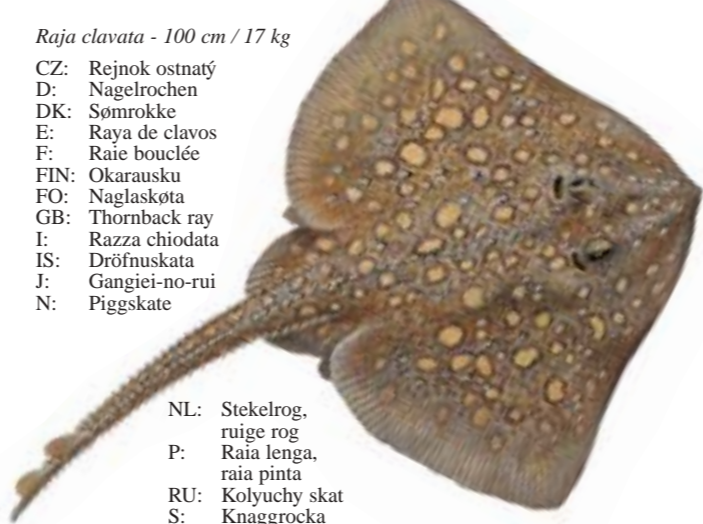 Raja clavata - 100 cm / 17 kg
CZ: Rejnok ostnatý
D: Nagelrochen
DK: Sømrokke
E: Raya de clavos
F: Raie bouclée
FIN: Okarausku
FO: Naglaskøta
GB: Thornback ray
I: Razza chiodata
IS: Dröfnuskata
J: Gangiei-no-rui
N: Piggskate
NL: Stekelrog,
ruige rog
P: Raia lenga,
raia pinta
RU: Kolyuchy skat
S: Knaggrocka